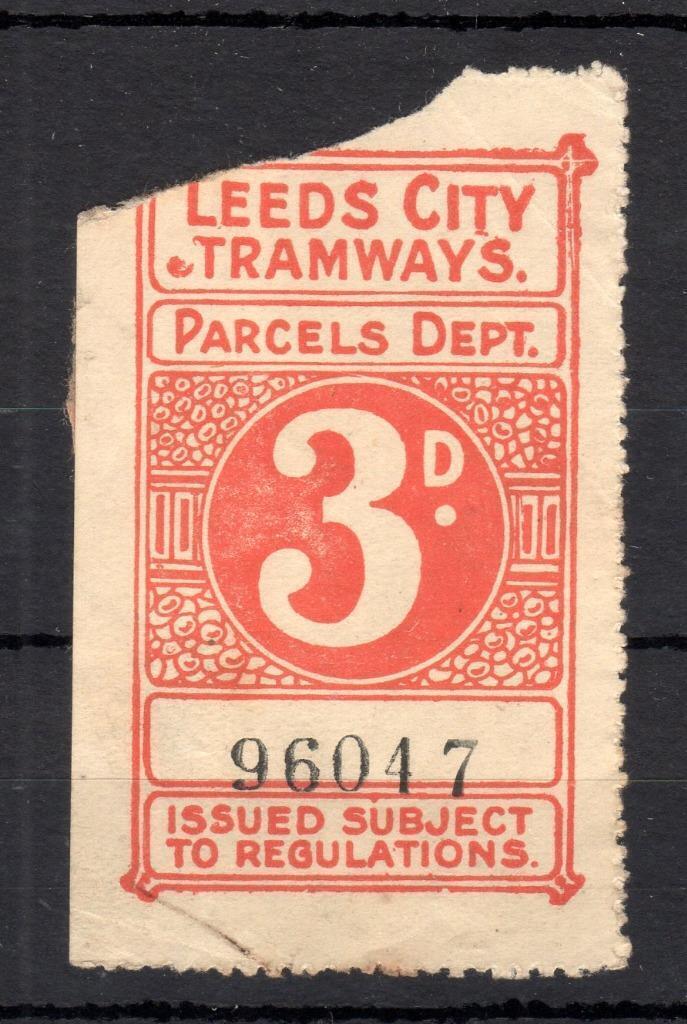 LEEDS CITY
TRAMWAYS.
PARCELS DEPT.
3D.
96047
ISSUED SUBJECT
TO REGULATIONS.